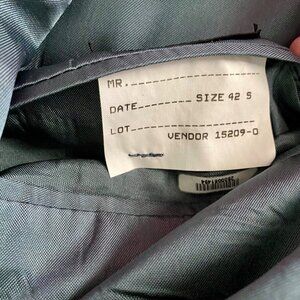 MR.
DATE SIZE 42 S
LOT VENDOR 15209-0